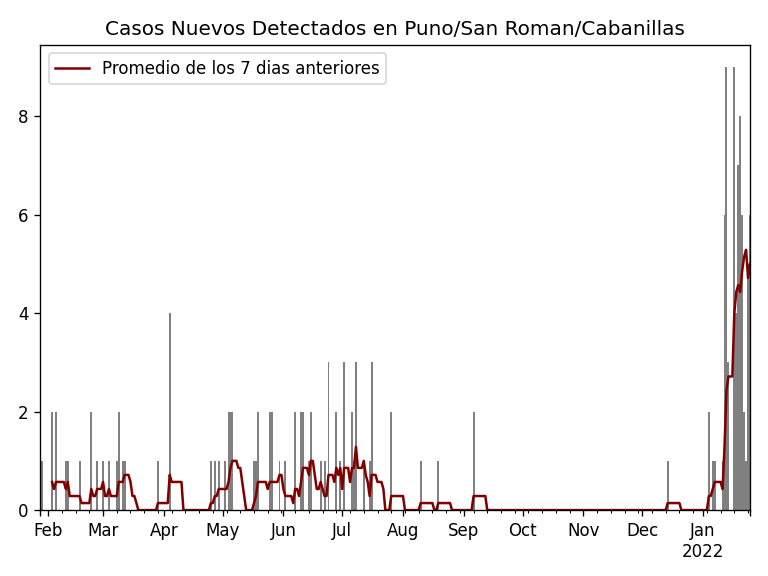 Casos Nuevos Detectados en Puno/San Roman/Cabanillas
Promedio de los 7 dias anteriores
8
6
4
2
0
Feb Mar Apr May Jun Jul Aug Sep Oct Nov Dec Jan
2022